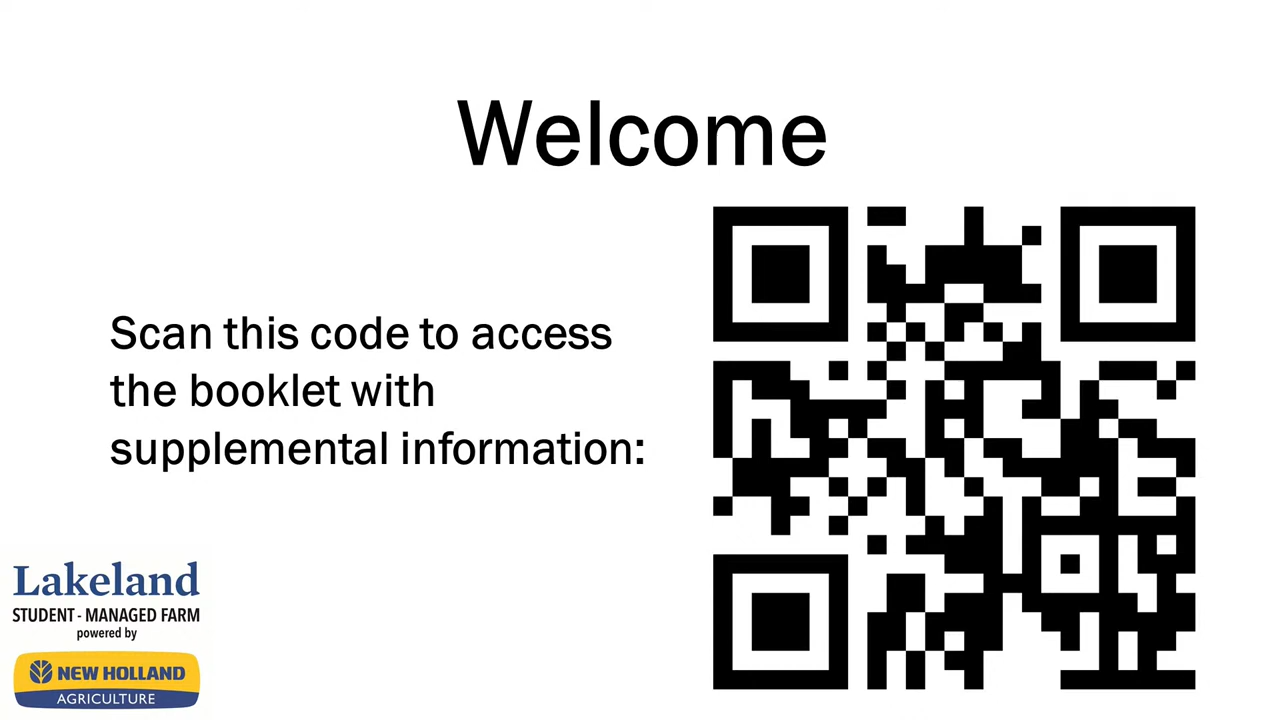 Welcome
Scan this code to access
the booklet with
supplemental information:
Lakeland
STUDENT - MANAGED FARM
powered by
NEW HOLLAND
AGRICULTURE